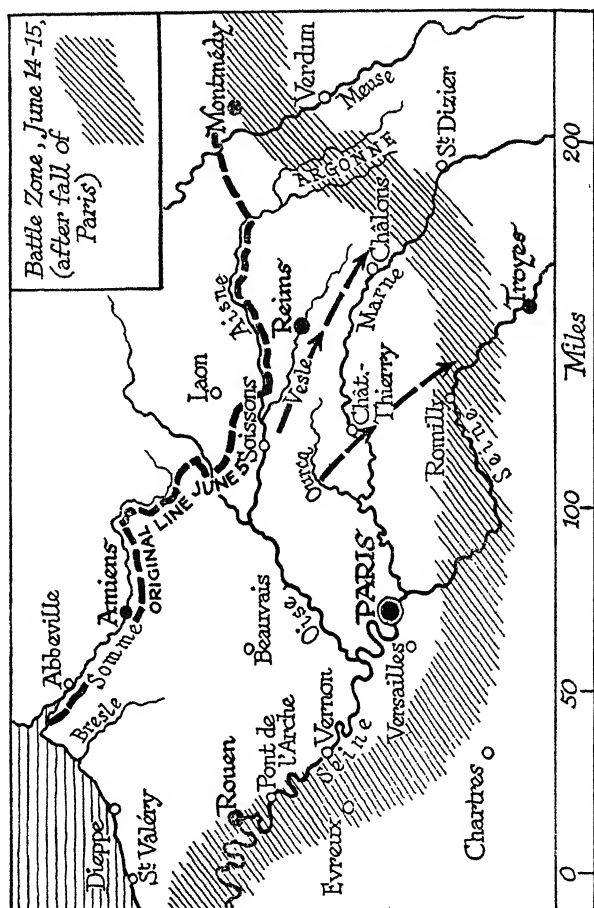 Battle Zone, June 14-15,
(after fall of
Paris)
Dieppe
St Valéry
Bresle
Abbeville
Somme
Amiens
ORIGINAL LINE JUNE 5th
Laon
Aisne
Montmédy
Verdun
Meuse
ARGONNE
Soissons
Reims
Vesle
Châlons
Marne
St Dizier
Beauvais
Oise
Ourcq
Chât.-
Thierry
Rouen
Pont de
l'Arche
Vernon
Seine
Evreux
PARIS
Versailles
Romilly
Seine
Troyes
Chartres
0
50
100
Miles
200